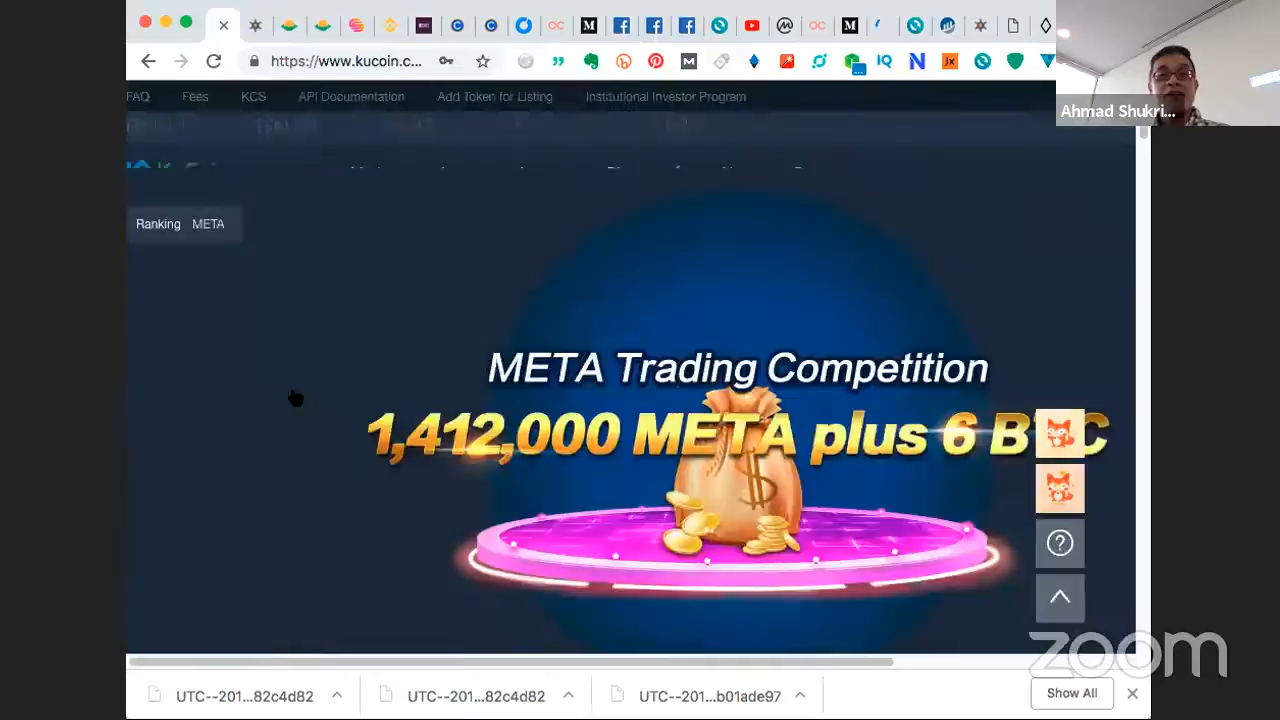 https://www.kucoin.c...
FAQ Fees KCS API Documentation Add Token for Listing Institutional Investor Program
Ahmad Shukri...
Ranking META
META Trading Competition
1,412,000 META plus 6 BTC
zoom
UTC--201...82c4d82 UTC--201...82c4d82 UTC--201...b01ade97 Show All